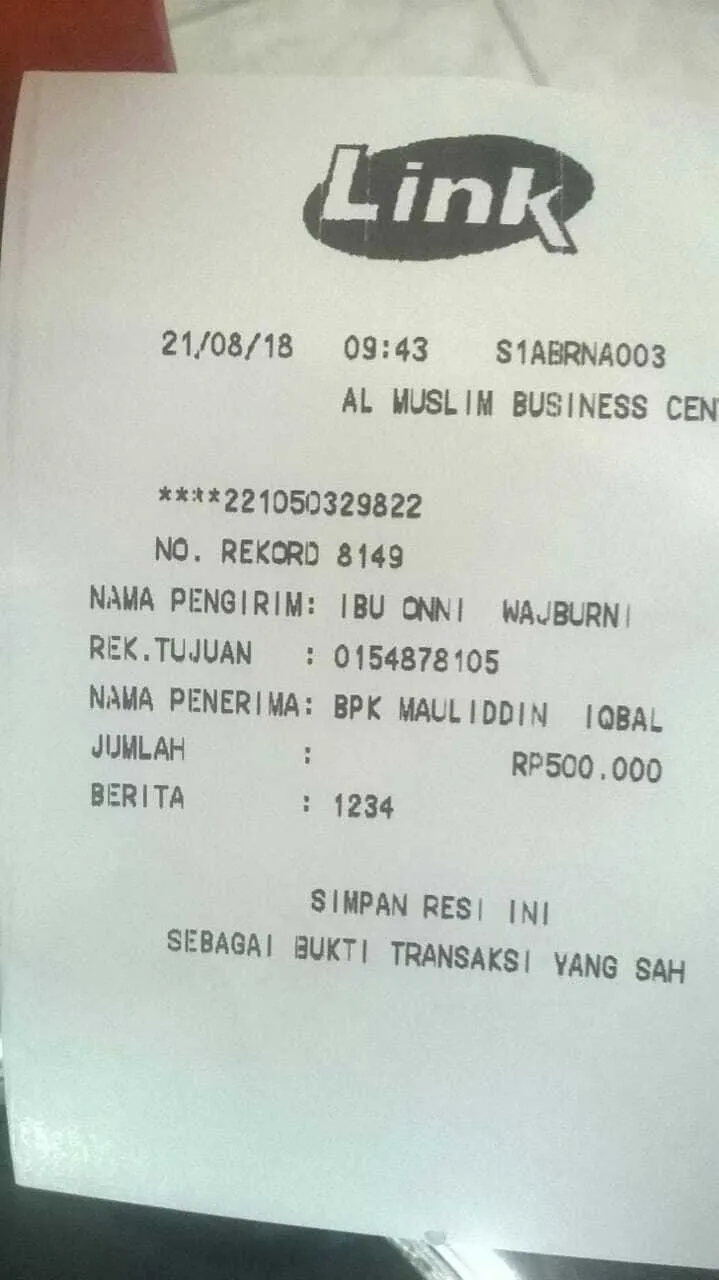 Link
21/08/18 09:43 S1ABRNA003
AL MUSLIM BUSINESS CEN
****221050329822
NO. REKORD 8149
NAMA PENGIRIM: IBU ONNI WAJBURNI
REK.TUJUAN : 0154878105
NAMA PENERIMA: BPK MAULIDDIN IQBAL
JUMLAH : RP500.000
BERITA : 1234
SIMPAN RESI INI
SEBAGAI BUKTI TRANSAKSI YANG SAH